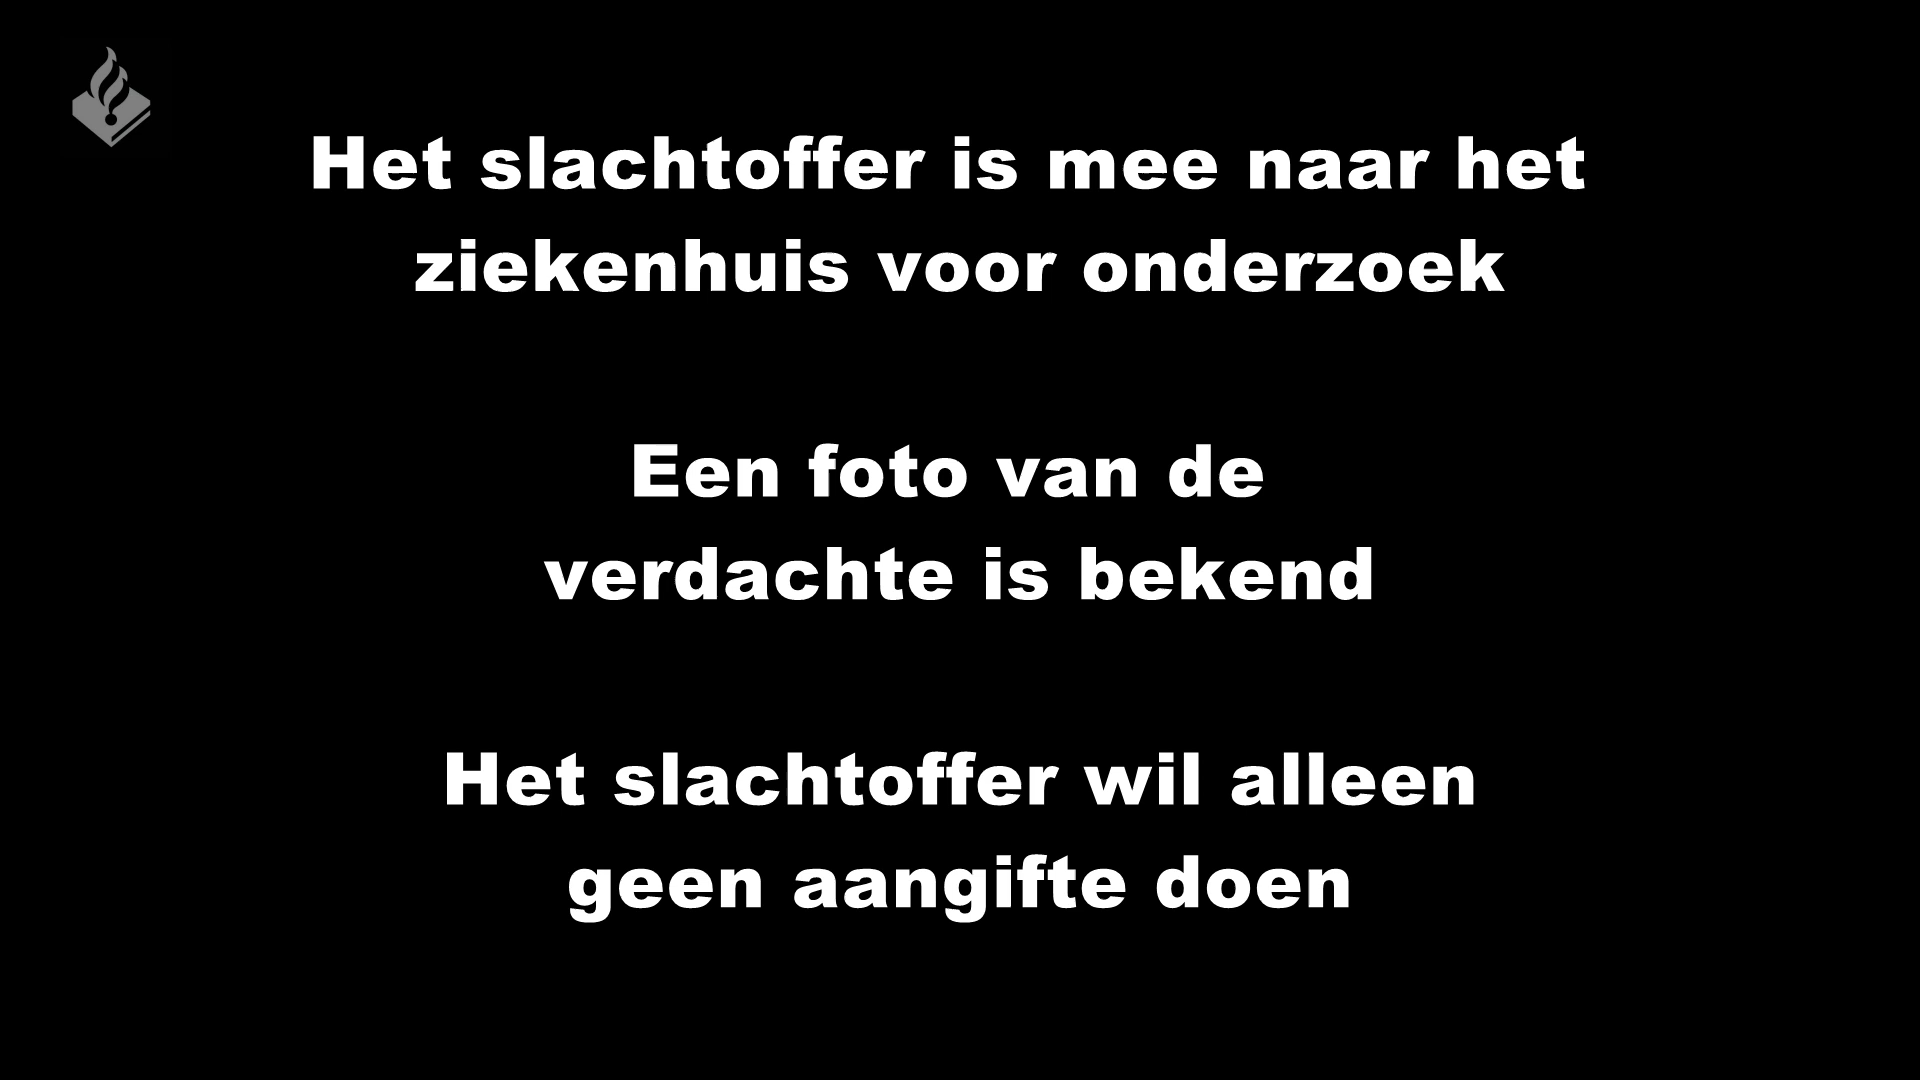 Het slachtoffer is mee naar het
ziekenhuis voor onderzoek
Een foto van de
verdachte is bekend
Het slachtoffer wil alleen
geen aangifte doen